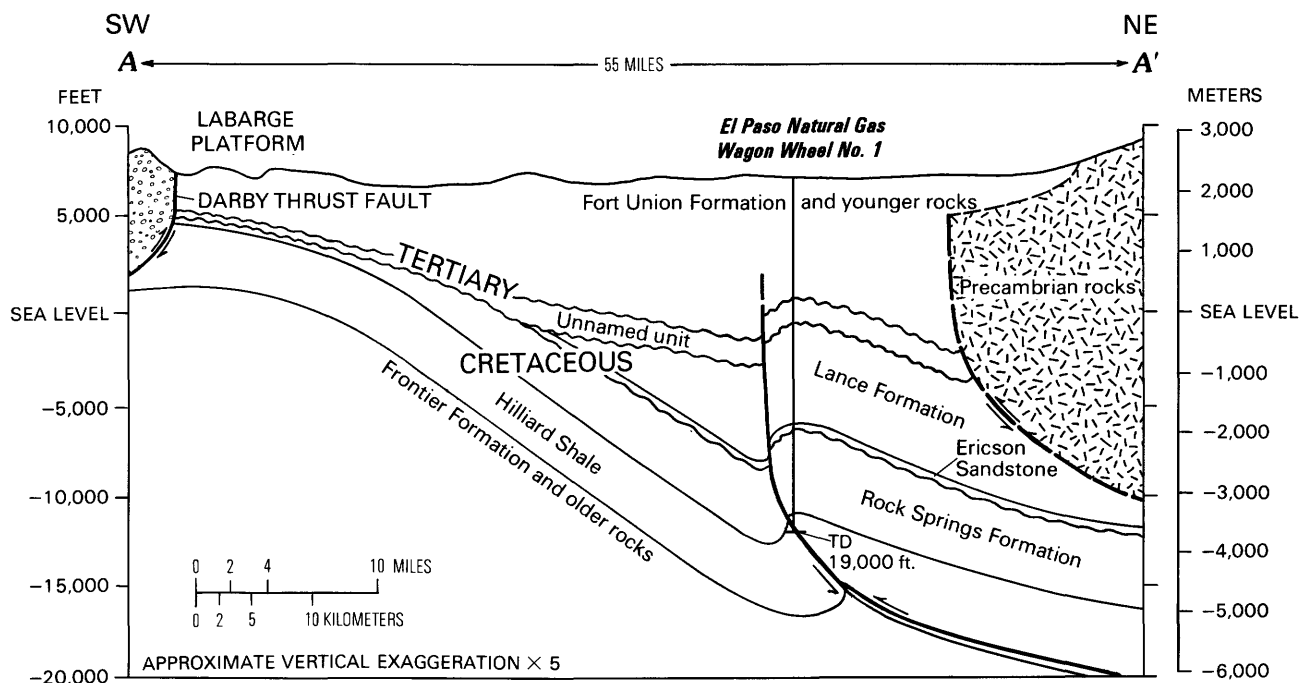 SW
NE
A
55 MILES
A'
FEET
METERS
10,000
5,000
SEA LEVEL
–5,000
–10,000
–15,000
–20,000
LABARGE
PLATFORM
DARBY THRUST FAULT
El Paso Natural Gas
Wagon Wheel No. 1
Fort Union Formation and younger rocks
TERTIARY
Unnamed unit
CRETACEOUS
Hilliard Shale
Frontier Formation and older rocks
Precambrian rocks
Lance Formation
Ericson
Sandstone
Rock Springs Formation
TD
19,000 ft.
3,000
2,000
1,000
SEA LEVEL
–1,000
–2,000
–3,000
–4,000
–5,000
–6,000
0 2 4 10 MILES
0 2 5 10 KILOMETERS
APPROXIMATE VERTICAL EXAGGERATION × 5